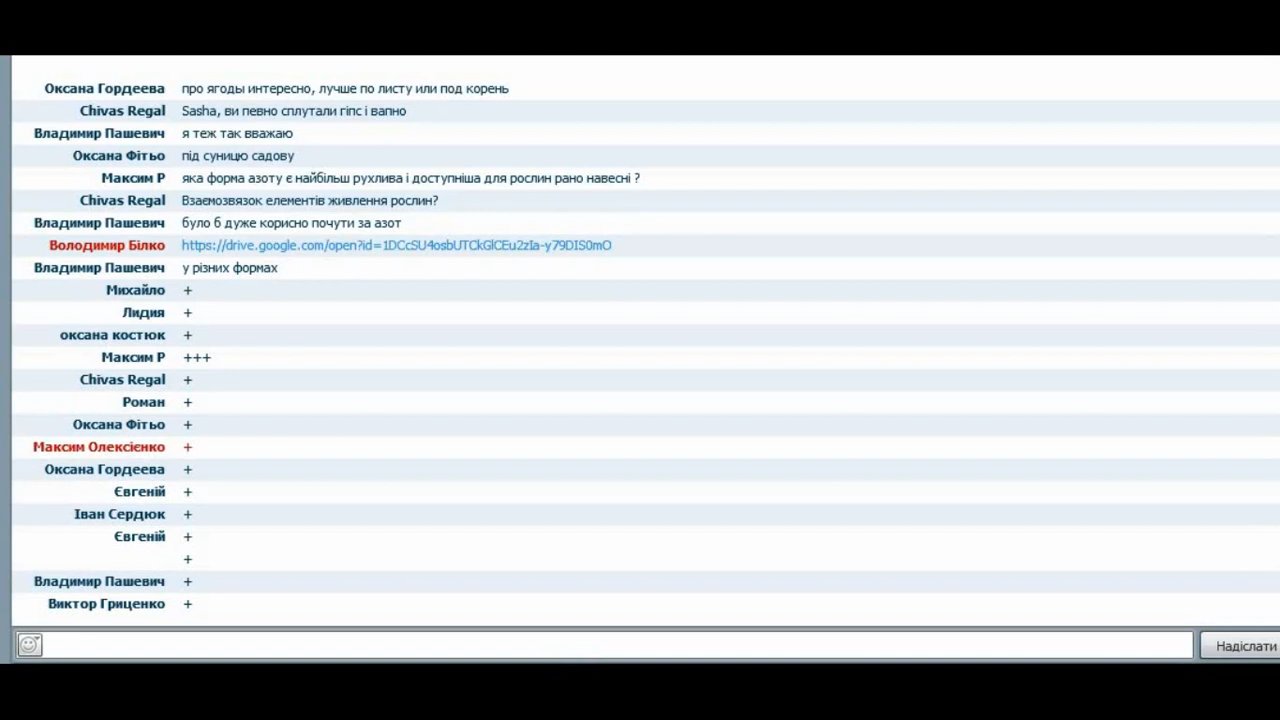 Оксана Гордеева про ягоды интересно, лучше по листу или под корень
Chivas Regal Sasha, ви певно сплутали гіпс і вапно
Владимир Пашевич я теж так вважаю
Оксана Фітьо під суницю садову
Максим Р яка форма азоту є найбільш рухлива і доступніша для рослин рано навесні ?
Chivas Regal Взаємозвязок елементів живлення рослин?
Владимир Пашевич було б дуже корисно почути за азот
Володимир Білко https://drive.google.com/open?id=1DCcSU4osbUTCkGlCEu2zIa-y79DIS0mO
Владимир Пашевич у різних формах
Михайло +
Лидия +
оксана костюк +
Максим Р +++
Chivas Regal +
Роман +
Оксана Фітьо +
Максим Олексієнко +
Оксана Гордеева +
Євгеній +
Іван Сердюк +
Євгеній +
+
Владимир Пашевич +
Виктор Гриценко +
Надіслати